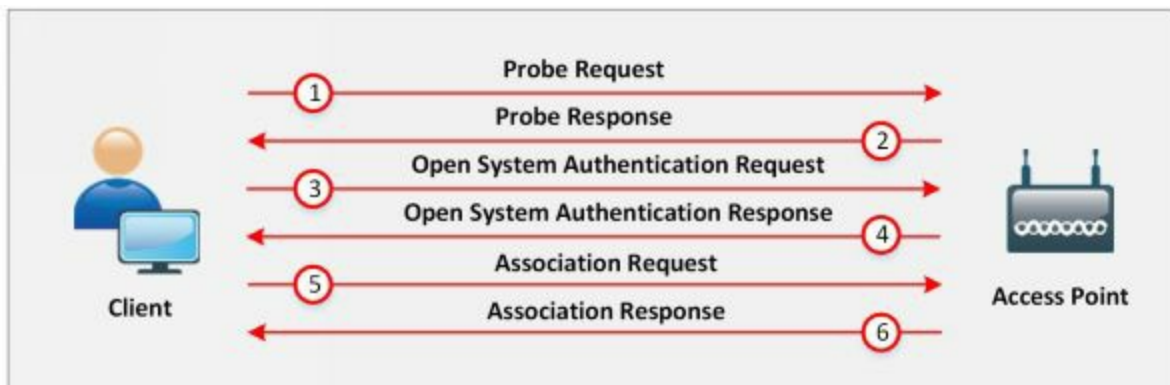 Probe Request
1
Probe Response
2
Open System Authentication Request
3
Open System Authentication Response
4
Association Request
5
Client
Access Point
Association Response
6